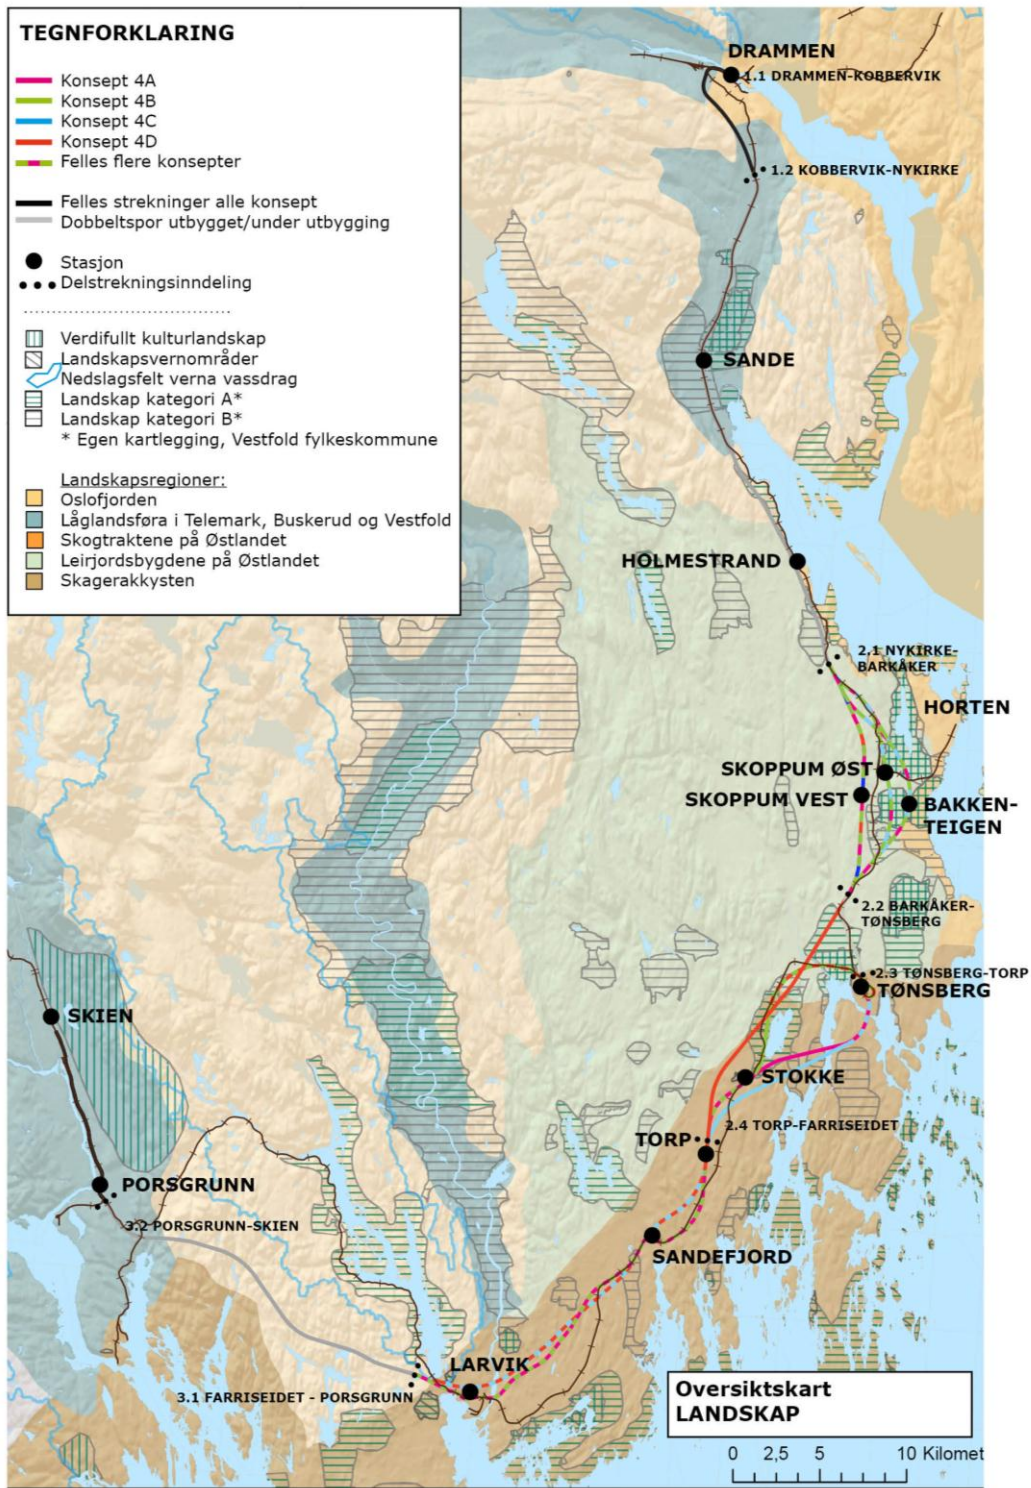 TEGNFORKLARING
Konsept 4A
Konsept 4B
Konsept 4C
Konsept 4D
Felles flere konsepter
Felles strekninger alle konsept
Dobbeltspor utbygget/under utbygging
Stasjon
Delstrekningsinndeling
Verdifullt kulturlandskap
Landskapsvernområder
Nedslagsfelt verna vassdrag
Landskap kategori A*
Landskap kategori B*
* Egen kartlegging, Vestfold fylkeskommune
Landskapsregioner:
Oslofjorden
Låglandsføra i Telemark, Buskerud og Vestfold
Skogtraktene på Østlandet
Leirjordsbygdene på Østlandet
Skagerakkysten
DRAMMEN
1.1 DRAMMEN-KOBBERVIK
1.2 KOBBERVIK-NYKIRKE
SANDE
HOLMESTRAND
2.1 NYKIRKE-
BARKÅKER
HORTEN
SKOPPUM ØST
SKOPPUM VEST
BAKKEN-
TEIGEN
2.2 BARKÅKER-
TØNSBERG
2.3 TØNSBERG-TORP
TØNSBERG
SKIEN
STOKKE
2.4 TORP-FARRISEIDET
TORP
PORSGRUNN
3.2 PORSGRUNN-SKIEN
SANDEFJORD
LARVIK
3.1 FARRISEIDET - PORSGRUNN
Oversiktskart
LANDSKAP
0 2,5 5 10 Kilomet